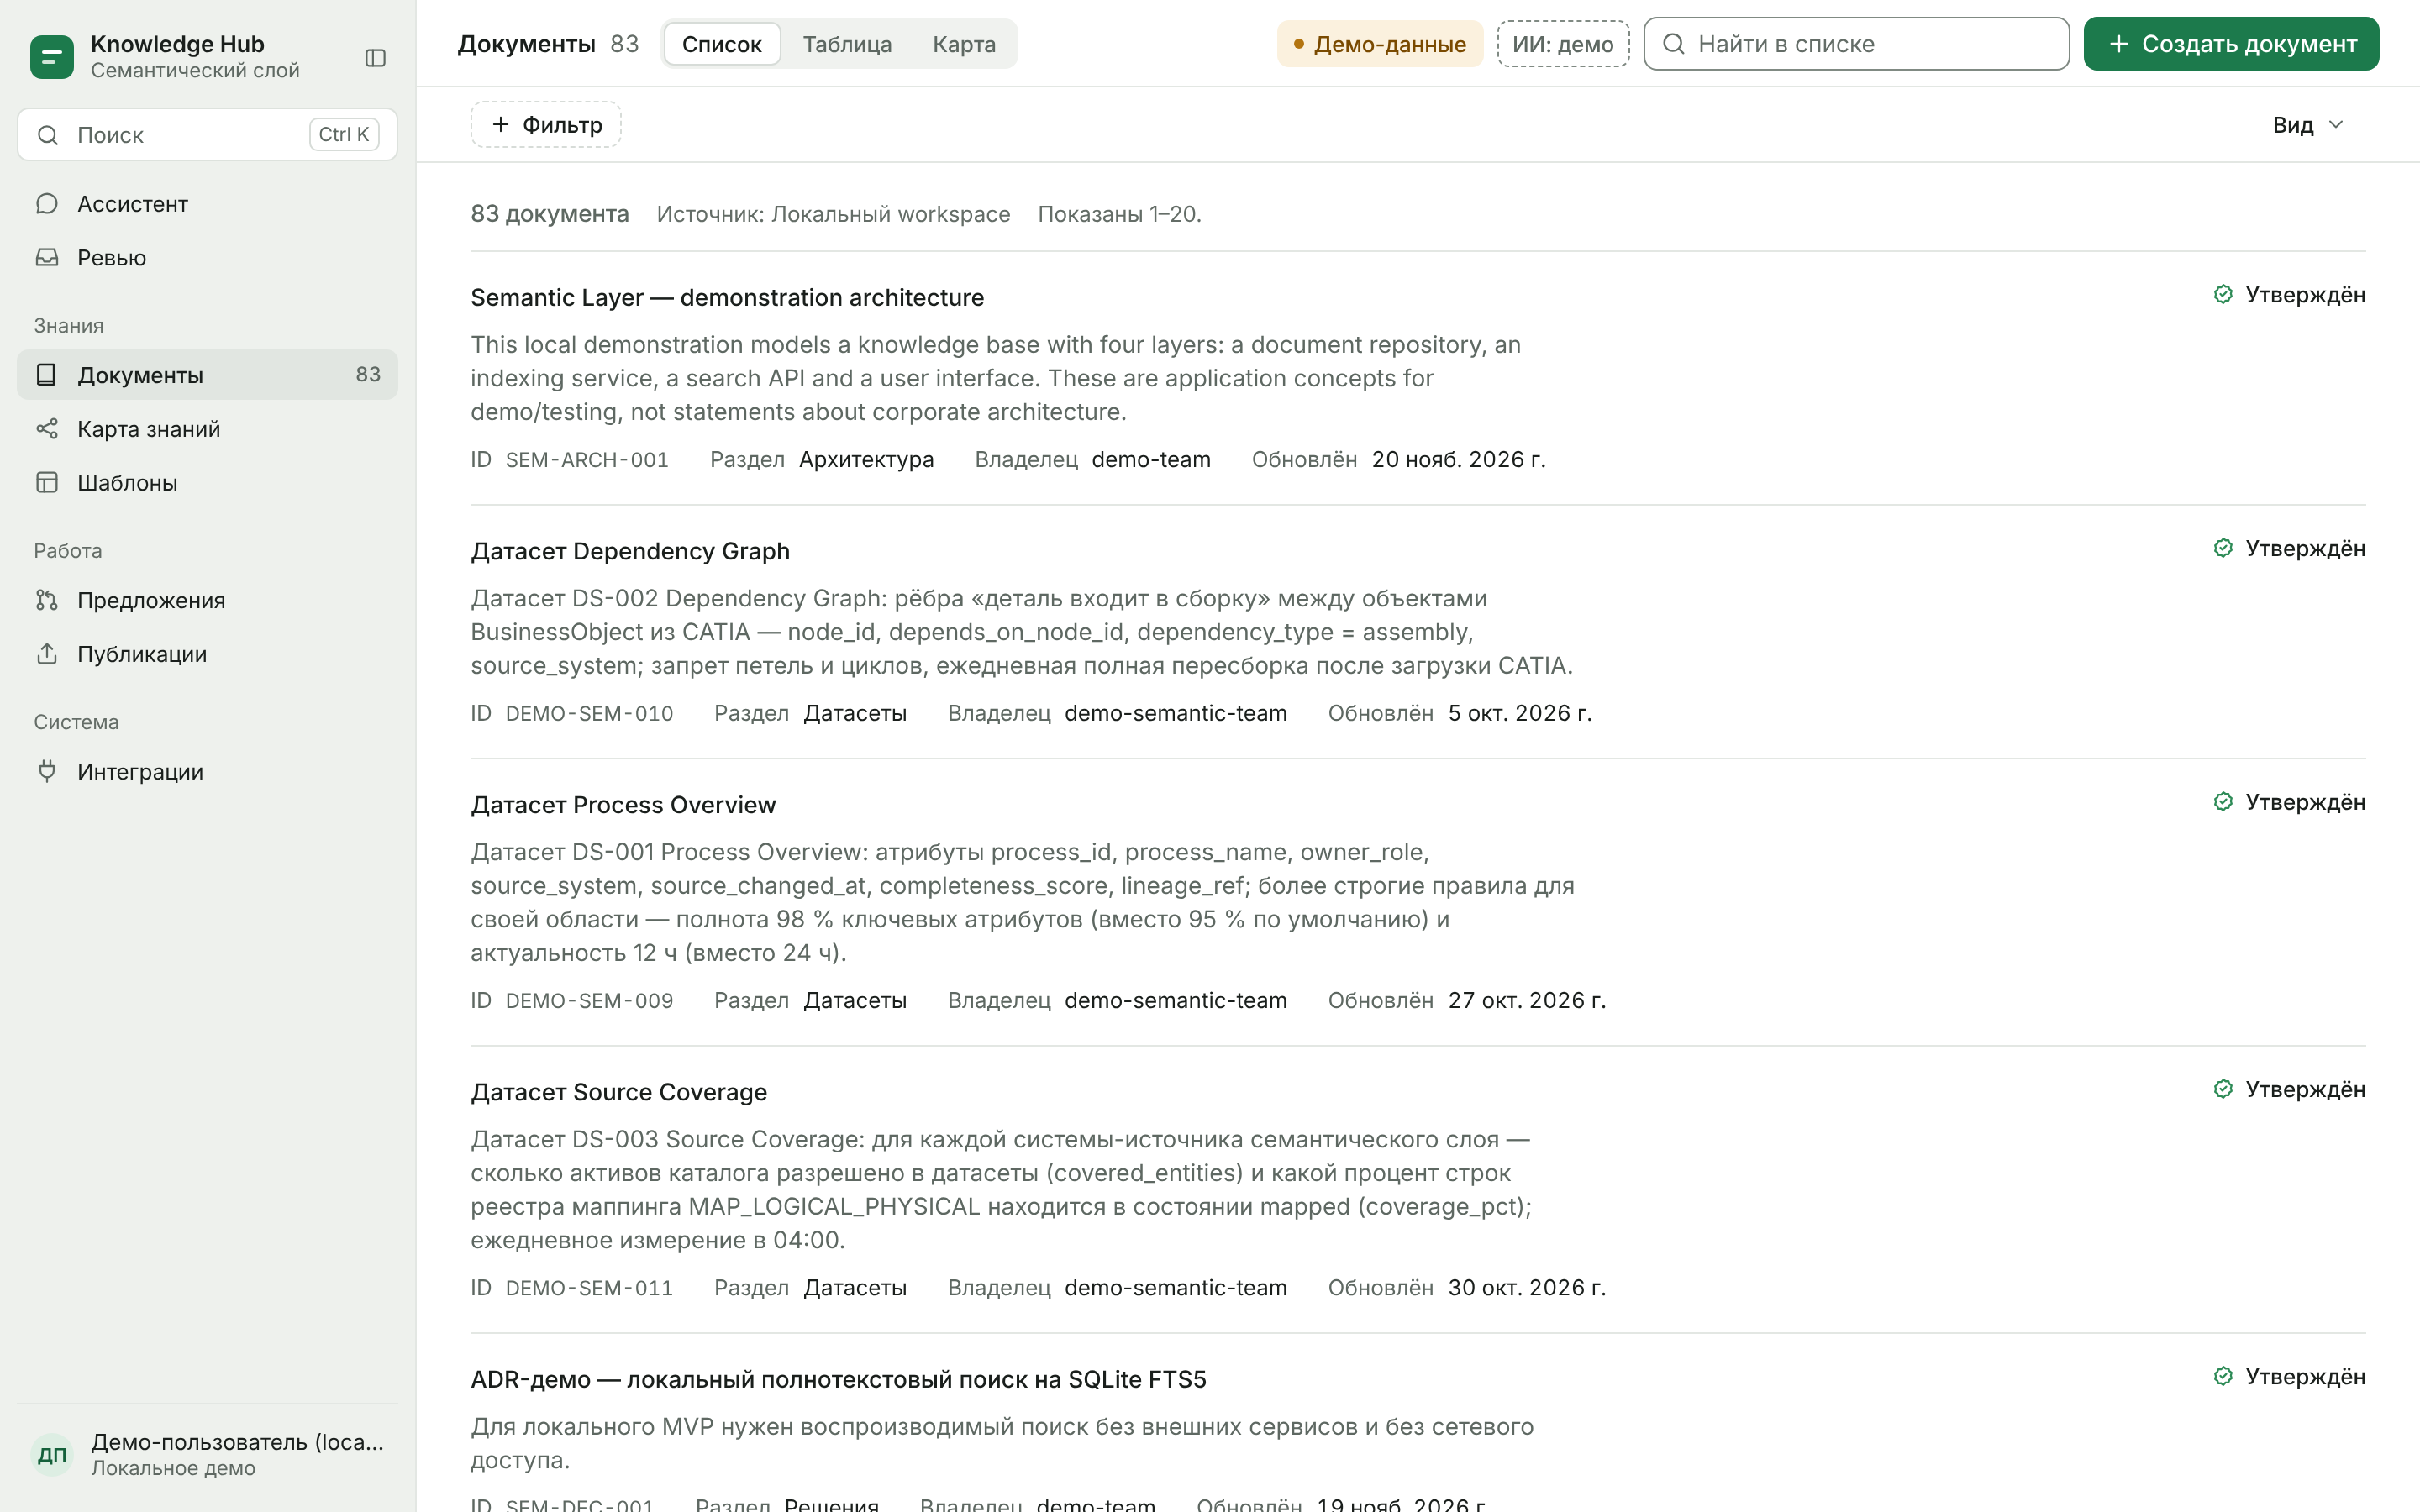 Knowledge Hub
Семантический слой
Поиск
Ctrl K
Ассистент
Ревью
Знания
Документы 83
Карта знаний
Шаблоны
Работа
Предложения
Публикации
Система
Интеграции
ДП
Демо-пользователь (loca...
Локальное демо
Документы 83
Список Таблица Карта
Демо-данные
ИИ: демо
Найти в списке
+ Создать документ
+ Фильтр
Вид
83 документа Источник: Локальный workspace Показаны 1–20.
Semantic Layer — demonstration architecture
Утверждён
This local demonstration models a knowledge base with four layers: a document repository, an
indexing service, a search API and a user interface. These are application concepts for
demo/testing, not statements about corporate architecture.
ID SEM-ARCH-001 Раздел Архитектура Владелец demo-team Обновлён 20 нояб. 2026 г.
Датасет Dependency Graph
Утверждён
Датасет DS-002 Dependency Graph: рёбра «деталь входит в сборку» между объектами
BusinessObject из CATIA — node_id, depends_on_node_id, dependency_type = assembly,
source_system; запрет петель и циклов, ежедневная полная пересборка после загрузки CATIA.
ID DEMO-SEM-010 Раздел Датасеты Владелец demo-semantic-team Обновлён 5 окт. 2026 г.
Датасет Process Overview
Утверждён
Датасет DS-001 Process Overview: атрибуты process_id, process_name, owner_role,
source_system, source_changed_at, completeness_score, lineage_ref; более строгие правила для
своей области — полнота 98 % ключевых атрибутов (вместо 95 % по умолчанию) и
актуальность 12 ч (вместо 24 ч).
ID DEMO-SEM-009 Раздел Датасеты Владелец demo-semantic-team Обновлён 27 окт. 2026 г.
Датасет Source Coverage
Утверждён
Датасет DS-003 Source Coverage: для каждой системы-источника семантического слоя —
сколько активов каталога разрешено в датасеты (covered_entities) и какой процент строк
реестра маппинга MAP_LOGICAL_PHYSICAL находится в состоянии mapped (coverage_pct);
ежедневное измерение в 04:00.
ID DEMO-SEM-011 Раздел Датасеты Владелец demo-semantic-team Обновлён 30 окт. 2026 г.
ADR-демо — локальный полнотекстовый поиск на SQLite FTS5
Утверждён
Для локального MVP нужен воспроизводимый поиск без внешних сервисов и без сетевого
доступа.
ID SEM-DEC-001 Раздел Решения Владелец demo-team Обновлён 19 нояб. 2026 г.